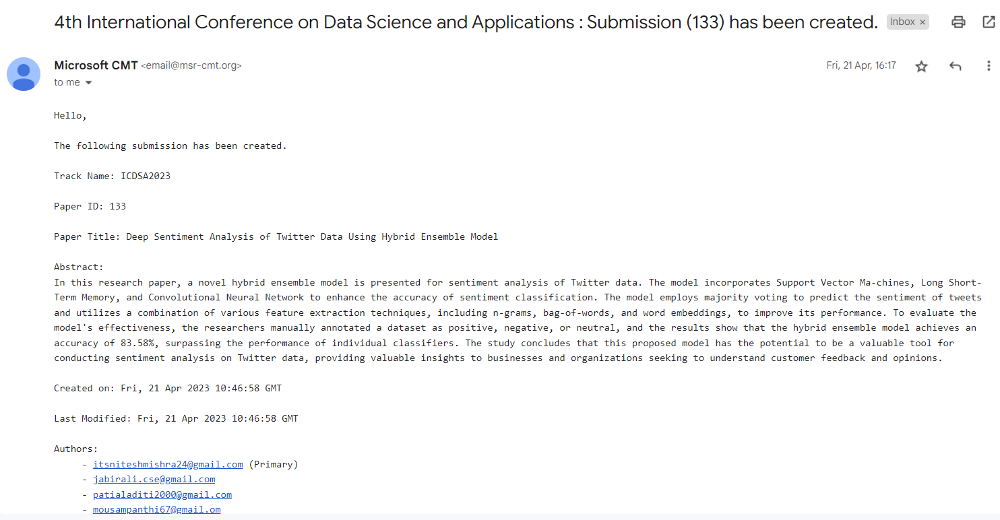 4th International Conference on Data Science and Applications : Submission (133) has been created. Inbox ×
Microsoft CMT <email@msr-cmt.org> Fri, 21 Apr, 16:17
to me
Hello,
The following submission has been created.
Track Name: ICDSA2023
Paper ID: 133
Paper Title: Deep Sentiment Analysis of Twitter Data Using Hybrid Ensemble Model
Abstract:
In this research paper, a novel hybrid ensemble model is presented for sentiment analysis of Twitter data. The model incorporates Support Vector Ma-chines, Long Short-
Term Memory, and Convolutional Neural Network to enhance the accuracy of sentiment classification. The model employs majority voting to predict the sentiment of tweets
and utilizes a combination of various feature extraction techniques, including n-grams, bag-of-words, and word embeddings, to improve its performance. To evaluate the
model's effectiveness, the researchers manually annotated a dataset as positive, negative, or neutral, and the results show that the hybrid ensemble model achieves an
accuracy of 83.58%, surpassing the performance of individual classifiers. The study concludes that this proposed model has the potential to be a valuable tool for
conducting sentiment analysis on Twitter data, providing valuable insights to businesses and organizations seeking to understand customer feedback and opinions.
Created on: Fri, 21 Apr 2023 10:46:58 GMT
Last Modified: Fri, 21 Apr 2023 10:46:58 GMT
Authors:
- itsniteshmishra24@gmail.com (Primary)
- jabirali.cse@gmail.com
- patialaditi2000@gmail.com
- mousampanthi67@gmail.om